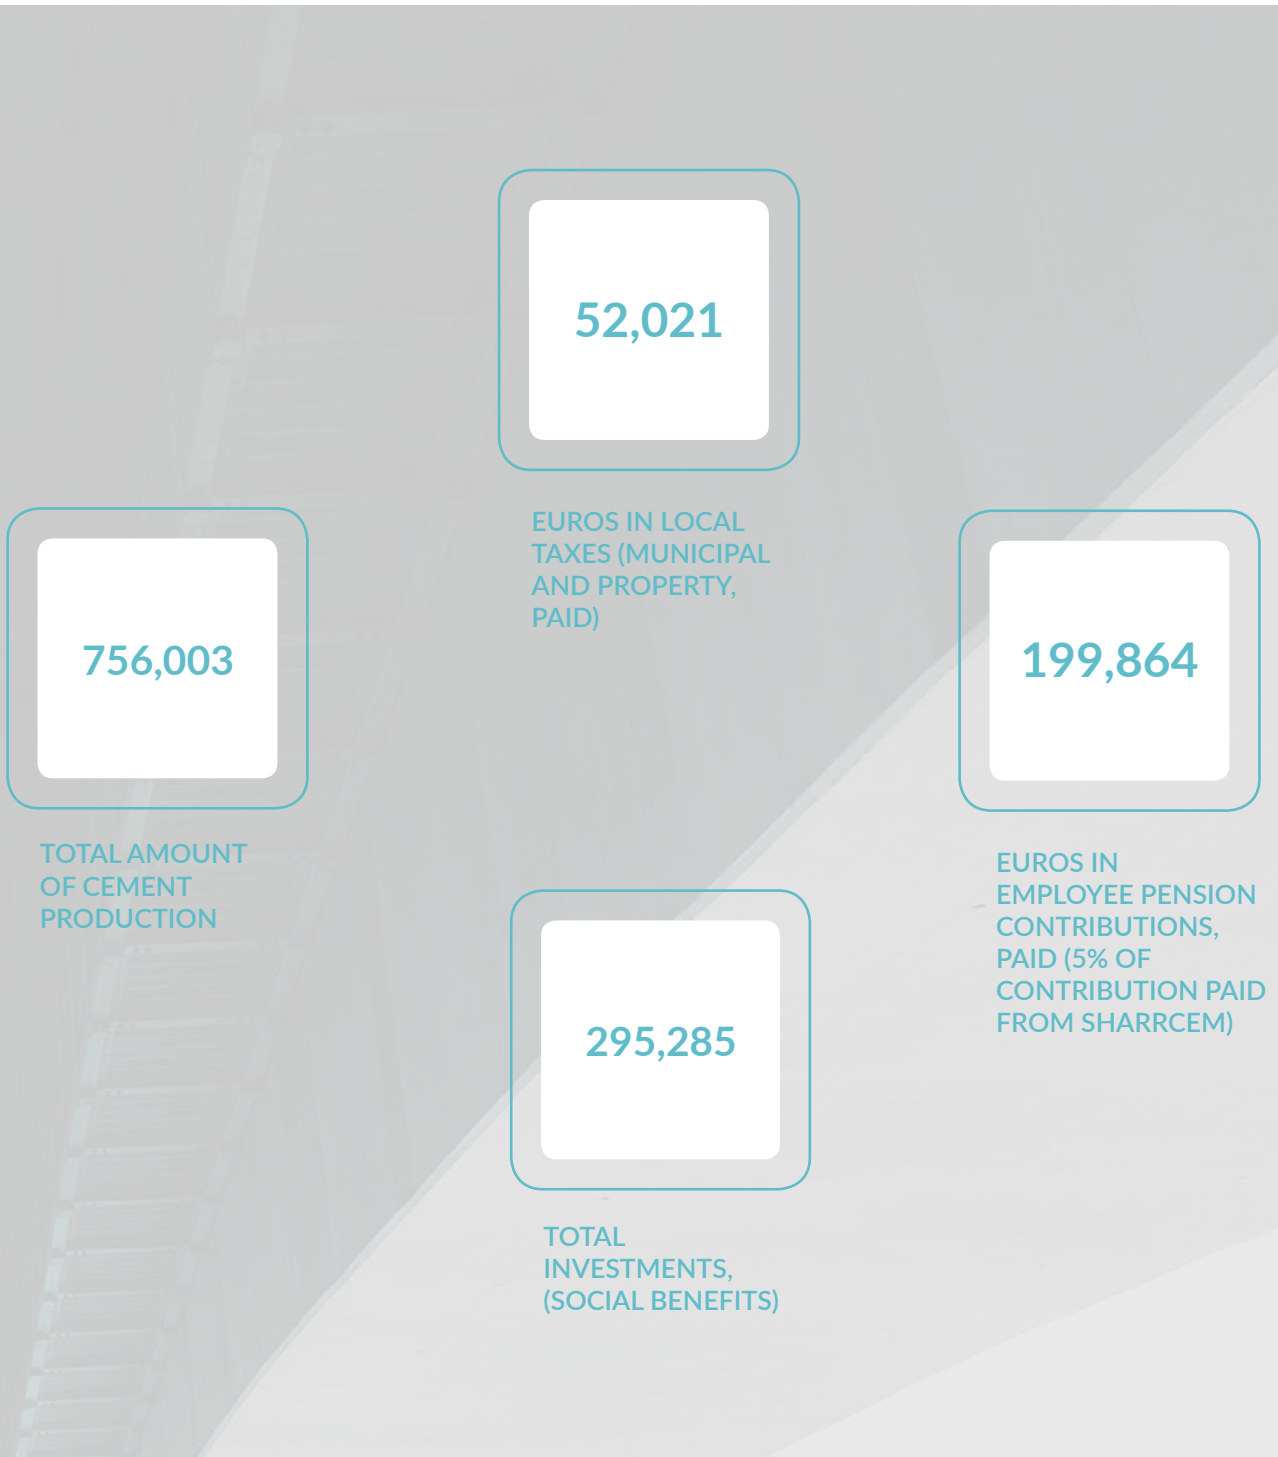 52,021
EUROS IN LOCAL
TAXES (MUNICIPAL
AND PROPERTY,
PAID)
756,003
TOTAL AMOUNT
OF CEMENT
PRODUCTION
199,864
EUROS IN
EMPLOYEE PENSION
CONTRIBUTIONS,
PAID (5% OF
CONTRIBUTION PAID
FROM SHARRCEM)
295,285
TOTAL
INVESTMENTS,
(SOCIAL BENEFITS)